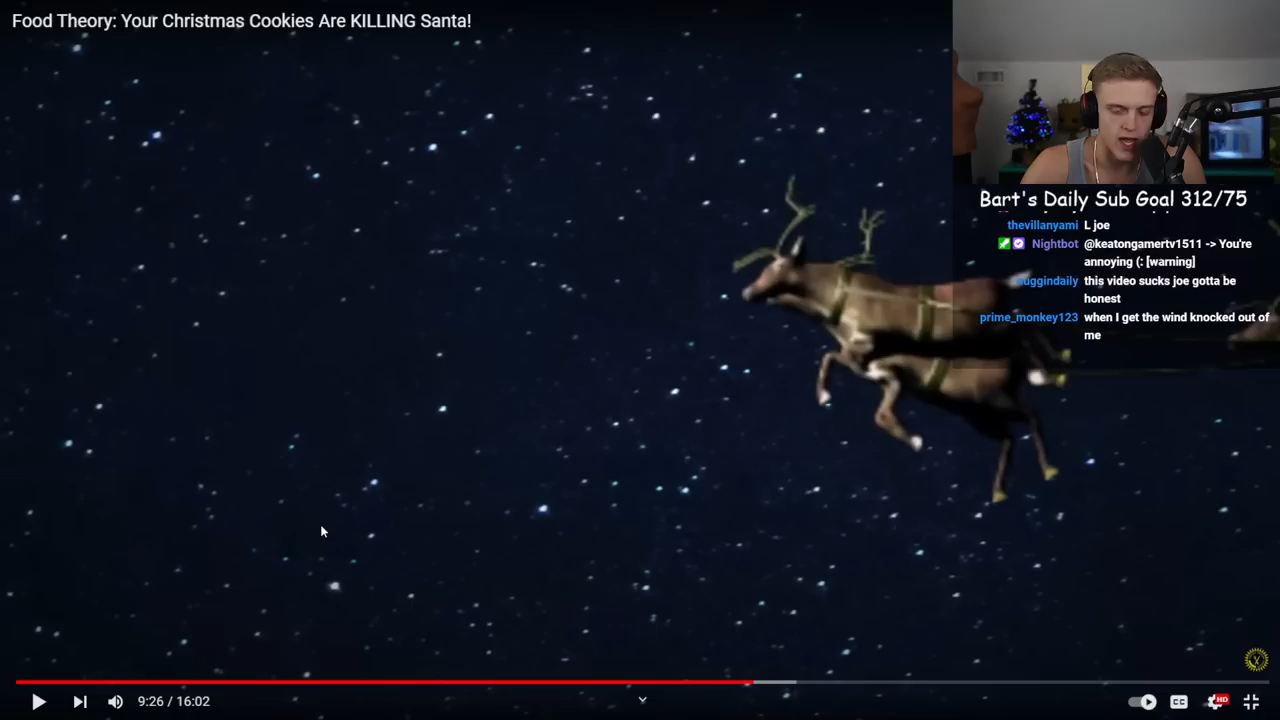 Food Theory: Your Christmas Cookies Are KILLING Santa!
Bart's Daily Sub Goal 312/75
thevillanyami L joe
Nightbot @keatongamertv1511 -> You're
annoying (: [warning]
this video sucks joe gotta be
honest
prime_monkey123 when I get the wind knocked out of
me
9:26 / 16:02
CC
HD